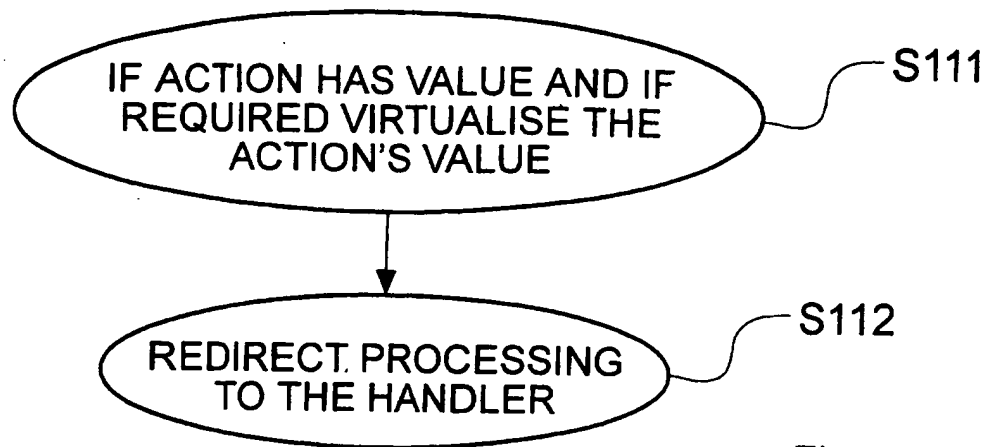 IF ACTION HAS VALUE AND IF
REQUIRED VIRTUALISE THE
ACTION'S VALUE
S111
REDIRECT. PROCESSING
TO THE HANDLER
S112